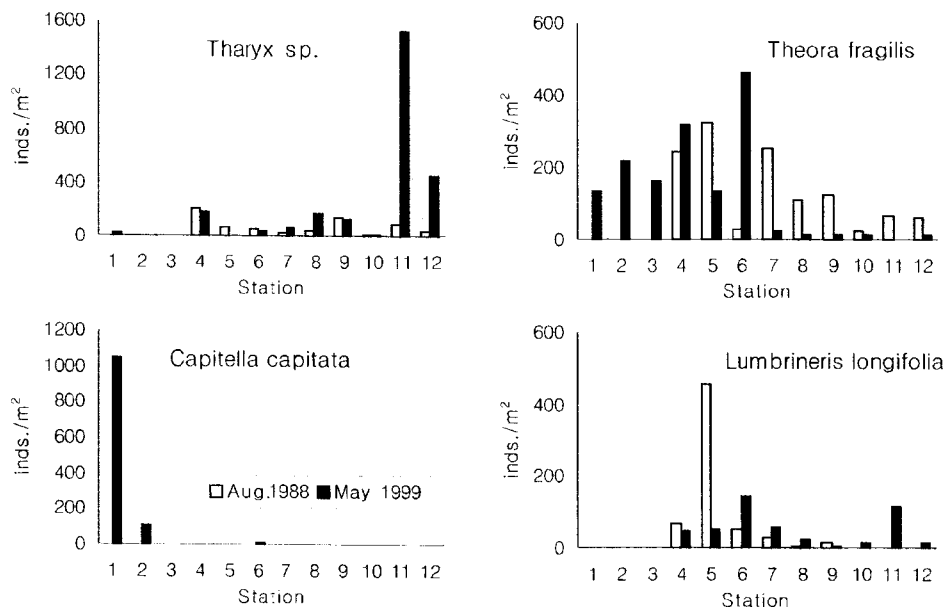 Tharyx sp.
inds./m²
1600
1200
800
400
0
1 2 3 4 5 6 7 8 9 10 11 12
Station
Theora fragilis
inds./m²
600
400
200
0
1 2 3 4 5 6 7 8 9 10 11 12
Station
Capitella capitata
inds./m²
1200
1000
800
600
400
200
0
Aug.1988 May 1999
1 2 3 4 5 6 7 8 9 10 11 12
Station
Lumbrineris longifolia
inds./m²
600
400
200
0
1 2 3 4 5 6 7 8 9 10 11 12
Station